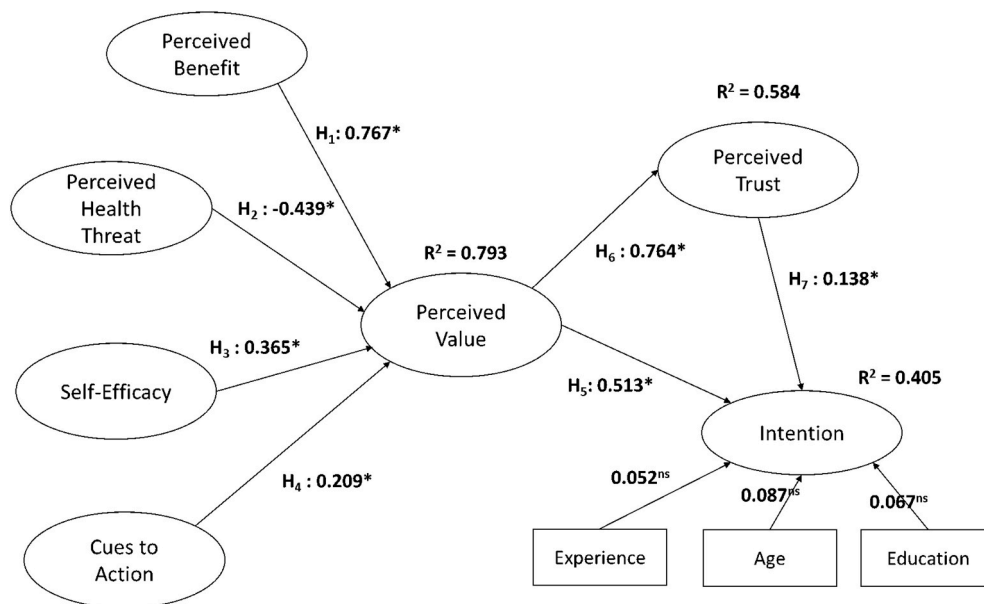 Perceived
Benefit
R² = 0.584
H₁: 0.767*
Perceived
Trust
Perceived
Health
Threat
H₂ : -0.439*
R² = 0.793
H₆ : 0.764*
H₇ : 0.138*
Perceived
Value
H₃ : 0.365*
Self-Efficacy
H₅: 0.513*
R² = 0.405
Intention
H₄ : 0.209*
0.052ⁿˢ
0.087ⁿˢ
0.067ⁿˢ
Cues to
Action
Experience
Age
Education